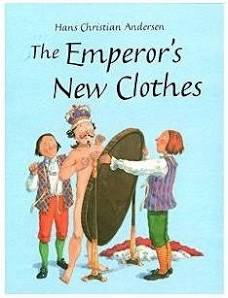 Hans Christian Andersen
The Emperor's
New Clothes